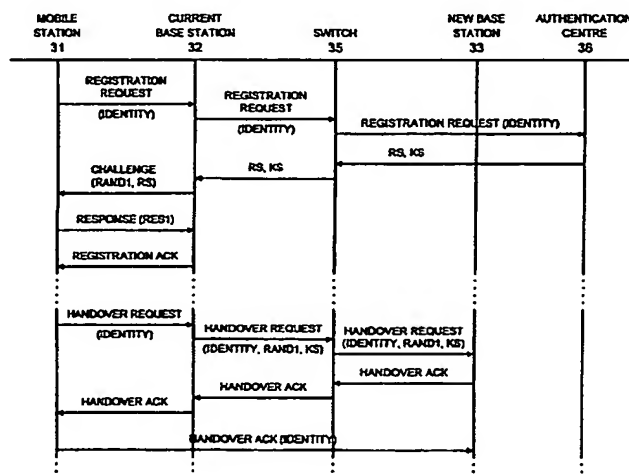 MOBILE STATION 31
CURRENT BASE STATION 32
SWITCH 35
NEW BASE STATION 33
AUTHENTICATION CENTRE 36
REGISTRATION REQUEST
(IDENTITY)
REGISTRATION REQUEST
(IDENTITY)
REGISTRATION REQUEST (IDENTITY)
RS, KS
RS, KS
CHALLENGE
(RAND1, RS)
RESPONSE (RES1)
REGISTRATION ACK
HANDOVER REQUEST
(IDENTITY)
HANDOVER REQUEST
(IDENTITY, RAND1, KS)
HANDOVER REQUEST
(IDENTITY, RAND1, KS)
HANDOVER ACK
HANDOVER ACK
HANDOVER ACK
HANDOVER ACK (IDENTITY)